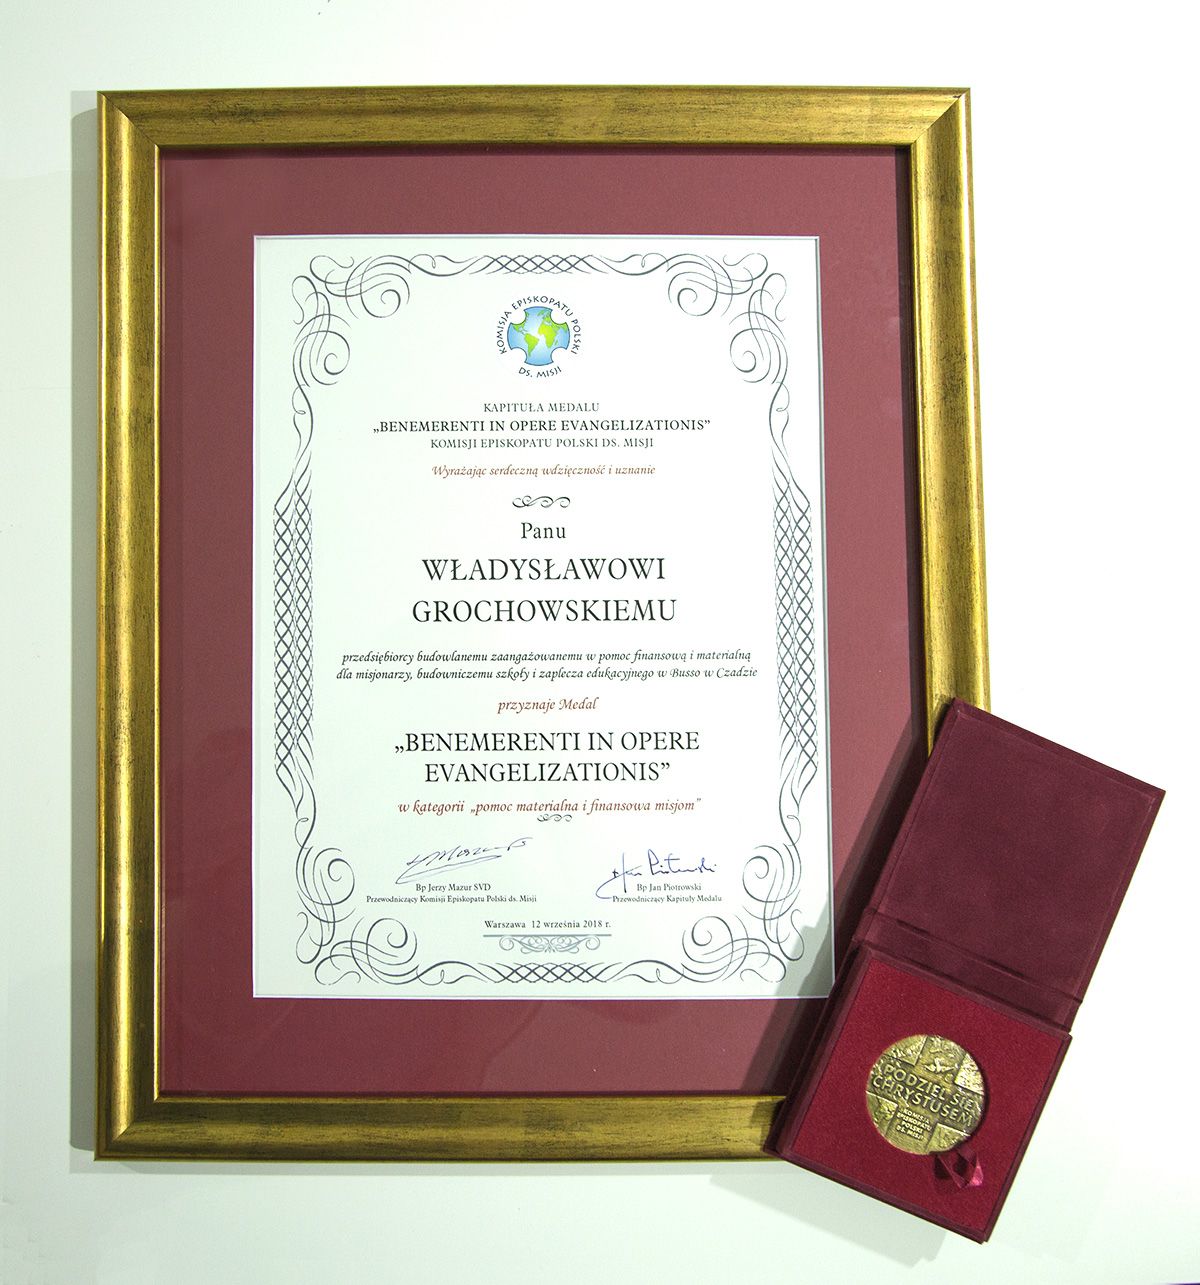 KOMISJA EPISKOPATU POLSKI
DS. MISJI
KAPITUŁA MEDALU
„BENEMERENTI IN OPERE EVANGELIZATIONIS”
KOMISJI EPISKOPATU POLSKI DS. MISJI
Wyrażając serdeczną wdzięczność i uznanie
Panu
WŁADYSŁAWOWI
GROCHOWSKIEMU
przedsiębiorcy budowlanemu zaangażowanemu w pomoc finansową i materialną
dla misjonarzy, budowniczemu szkoły i zaplecza edukacyjnego w Busso w Czadzie
przyznaje Medal
„BENEMERENTI IN OPERE
EVANGELIZATIONIS”
w kategorii „pomoc materialna i finansowa misjom”
Bp Jerzy Mazur SVD
Przewodniczący Komisji Episkopatu Polski ds. Misji
Jan Piotrowski
Bp Jan Piotrowski
Przewodniczący Kapituły Medalu
Warszawa 12 września 2018 r.
PODZIEL SIĘ
CHRYSTUSEM
KOMISJA
EPISKOPATU
POLSKI
DS. MISJI